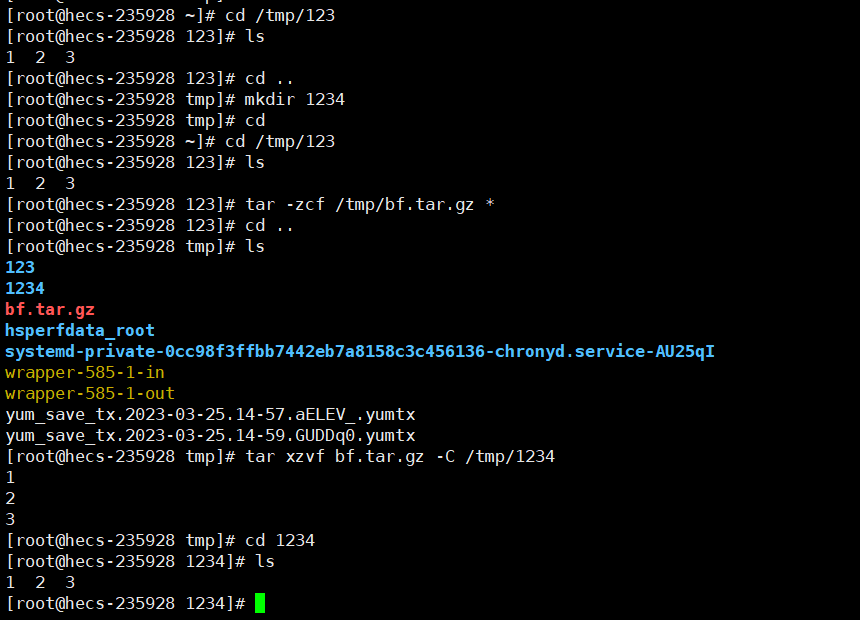 [root@hecs-235928 ~]# cd /tmp/123
[root@hecs-235928 123]# ls
1  2  3
[root@hecs-235928 123]# cd ..
[root@hecs-235928 tmp]# mkdir 1234
[root@hecs-235928 tmp]# cd
[root@hecs-235928 ~]# cd /tmp/123
[root@hecs-235928 123]# ls
1  2  3
[root@hecs-235928 123]# tar -zcf /tmp/bf.tar.gz *
[root@hecs-235928 123]# cd ..
[root@hecs-235928 tmp]# ls
123
1234
bf.tar.gz
hsperfdata_root
systemd-private-0cc98f3ffbb7442eb7a8158c3c456136-chronyd.service-AU25qI
wrapper-585-1-in
wrapper-585-1-out
yum_save_tx.2023-03-25.14-57.aELEV_.yumtx
yum_save_tx.2023-03-25.14-59.GUDDq0.yumtx
[root@hecs-235928 tmp]# tar xzvf bf.tar.gz -C /tmp/1234
1
2
3
[root@hecs-235928 tmp]# cd 1234
[root@hecs-235928 1234]# ls
1  2  3
[root@hecs-235928 1234]#